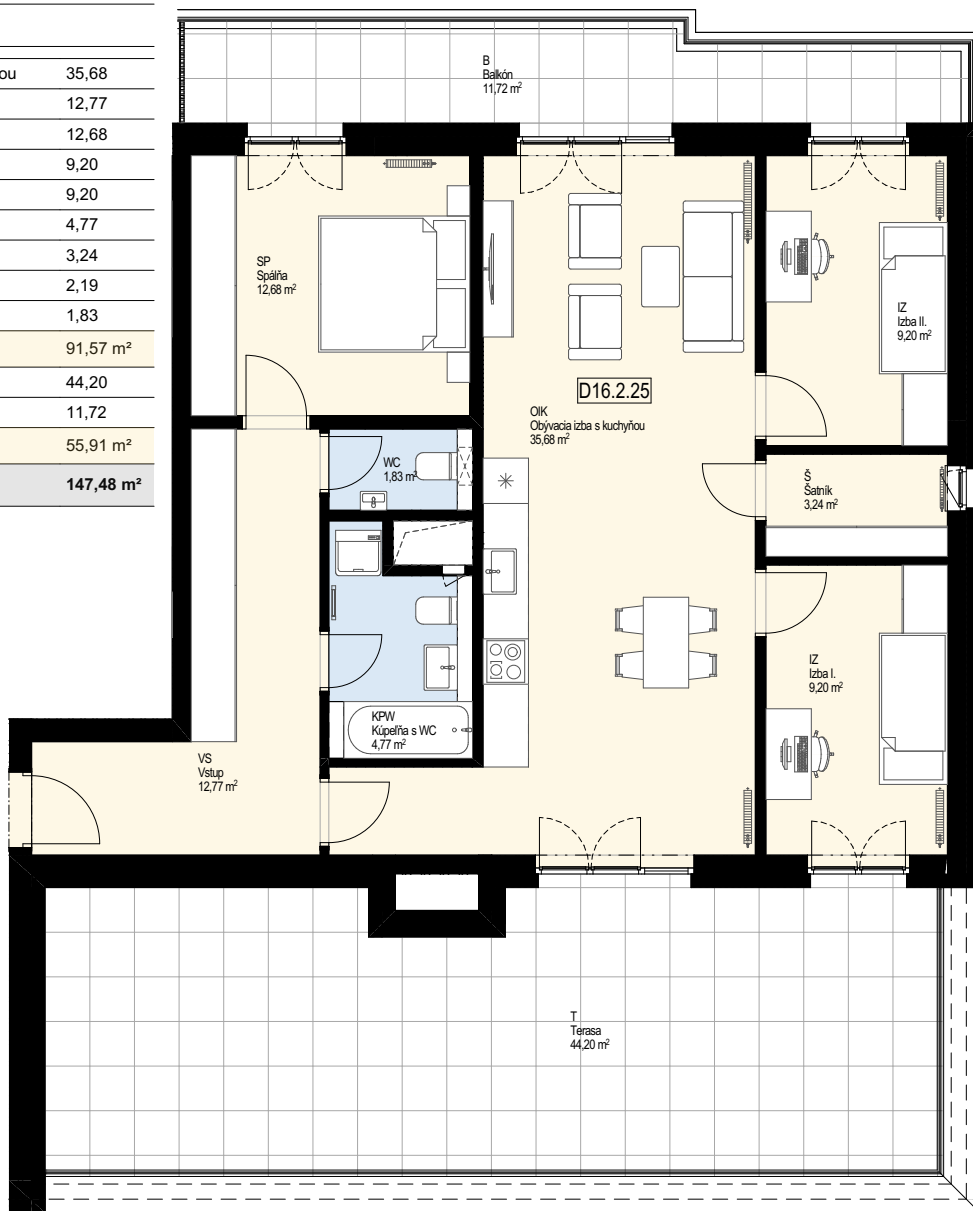 ou 35,68
12,77
12,68
9,20
9,20
4,77
3,24
2,19
1,83
91,57 m²
44,20
11,72
55,91 m²
147,48 m²
B
Balkón
11,72 m²
SP
Spálňa
12,68 m²
IZ
Izba II.
9,20 m²
D16.2.25
OIK
Obývacia izba s kuchyňou
35,68 m²
WC
1,83 m²
Š
Šatník
3,24 m²
IZ
Izba I.
9,20 m²
KPW
Kúpeľňa s WC
4,77 m²
VS
Vstup
12,77 m²
T
Terasa
44,20 m²